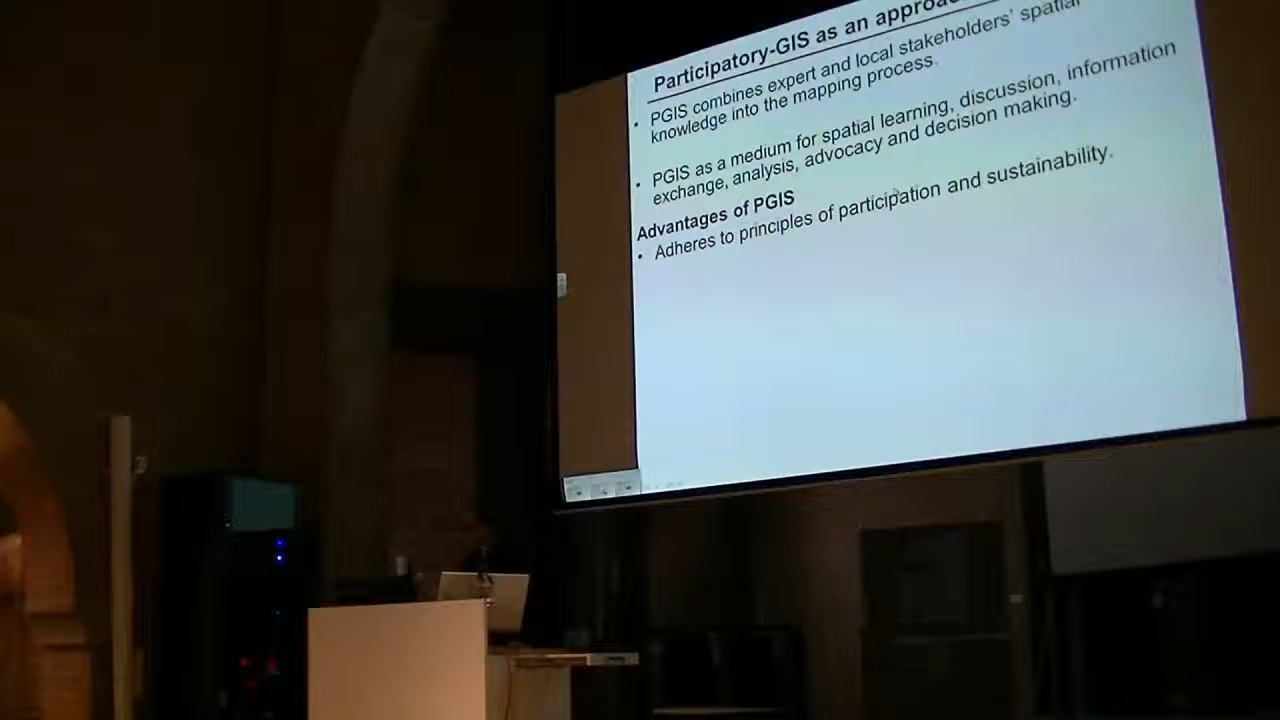 Participatory-GIS as an approach
• PGIS combines expert and local stakeholders' spatial
knowledge into the mapping process.
• PGIS as a medium for spatial learning, discussion, information
exchange, analysis, advocacy and decision making.
Advantages of PGIS
• Adheres to principles of participation and sustainability.